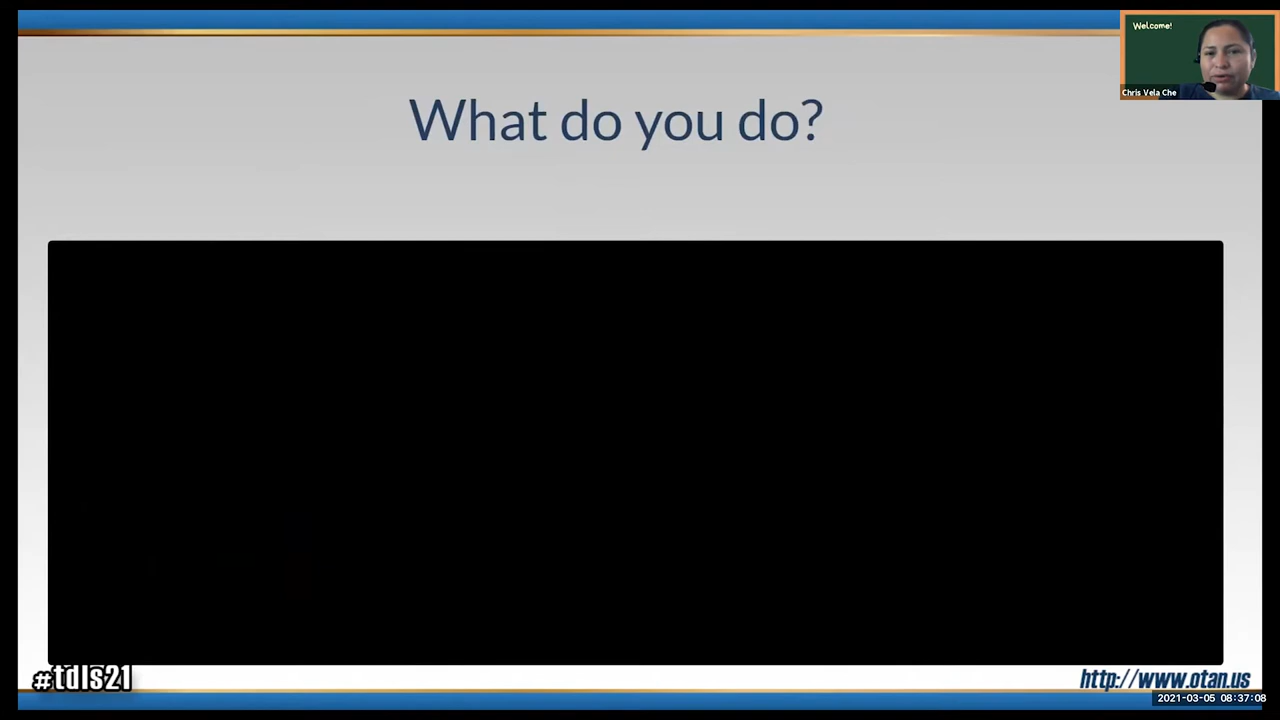 Welcome!
Chris Vela Che
What do you do?
#tdls21
http://www.otan.us
2021-03-05 08:37:08